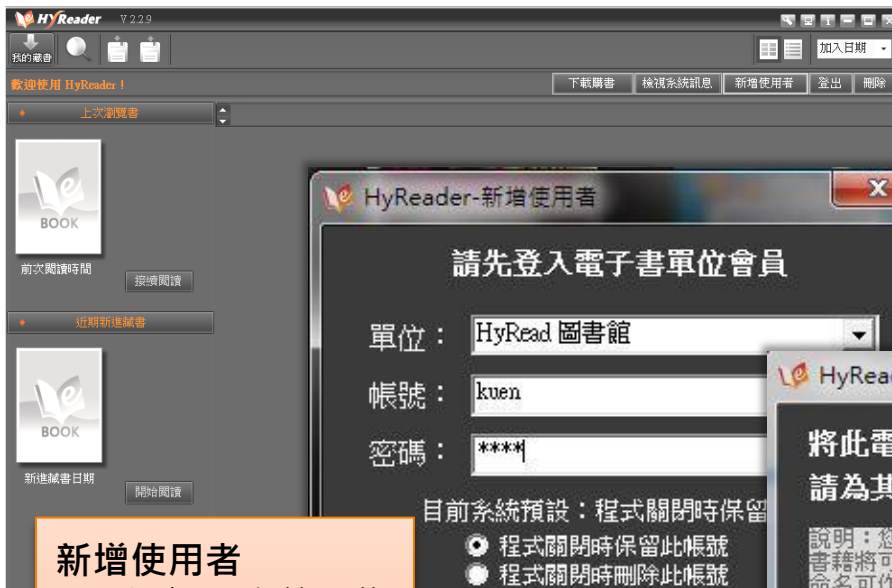 HyReader V 2.2.9
我的藏書
加入日期
歡迎使用 HyReader !
下載購書 檢視系統訊息 新增使用者 登出 刪除
上次瀏覽書
BOOK
前次閱讀時間
接續閱讀
近期新進藏書
BOOK
新進藏書日期
開始閱讀
HyReader-新增使用者
請先登入電子書單位會員
單位： HyRead 圖書館
帳號： kuen
密碼： ****
目前系統預設：程式關閉時保留
程式關閉時保留此帳號
程式關閉時刪除此帳號
HyRea
將此電
請為其
說明：您
書籍將可
新增使用者